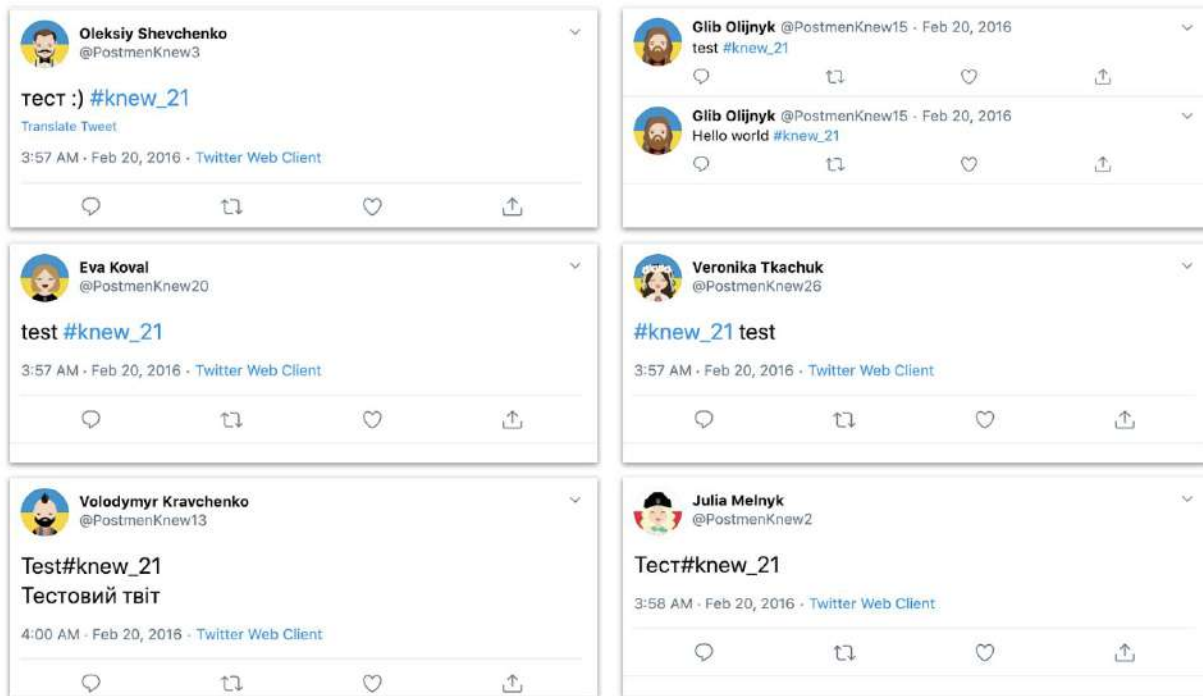 Oleksiy Shevchenko
@PostmenKnew3
тест :) #knew_21
Translate Tweet
3:57 AM · Feb 20, 2016 · Twitter Web Client
Glib Olijnyk @PostmenKnew15 · Feb 20, 2016
test #knew_21
Glib Olijnyk @PostmenKnew15 · Feb 20, 2016
Hello world #knew_21
Eva Koval
@PostmenKnew20
test #knew_21
3:57 AM · Feb 20, 2016 · Twitter Web Client
Veronika Tkachuk
@PostmenKnew26
#knew_21 test
3:57 AM · Feb 20, 2016 · Twitter Web Client
Volodymyr Kravchenko
@PostmenKnew13
Test#knew_21
Тестовий твіт
4:00 AM · Feb 20, 2016 · Twitter Web Client
Julia Melnyk
@PostmenKnew2
Тест#knew_21
3:58 AM · Feb 20, 2016 · Twitter Web Client